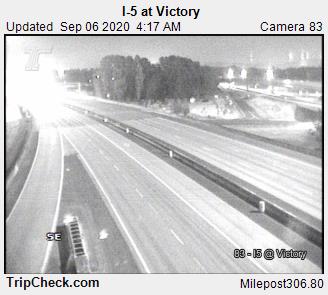 I-5 at Victory
Updated Sep 06 2020 4:17 AM Camera 83
T
SE
83 - I5 @ Victory
TripCheck.com Milepost306.80